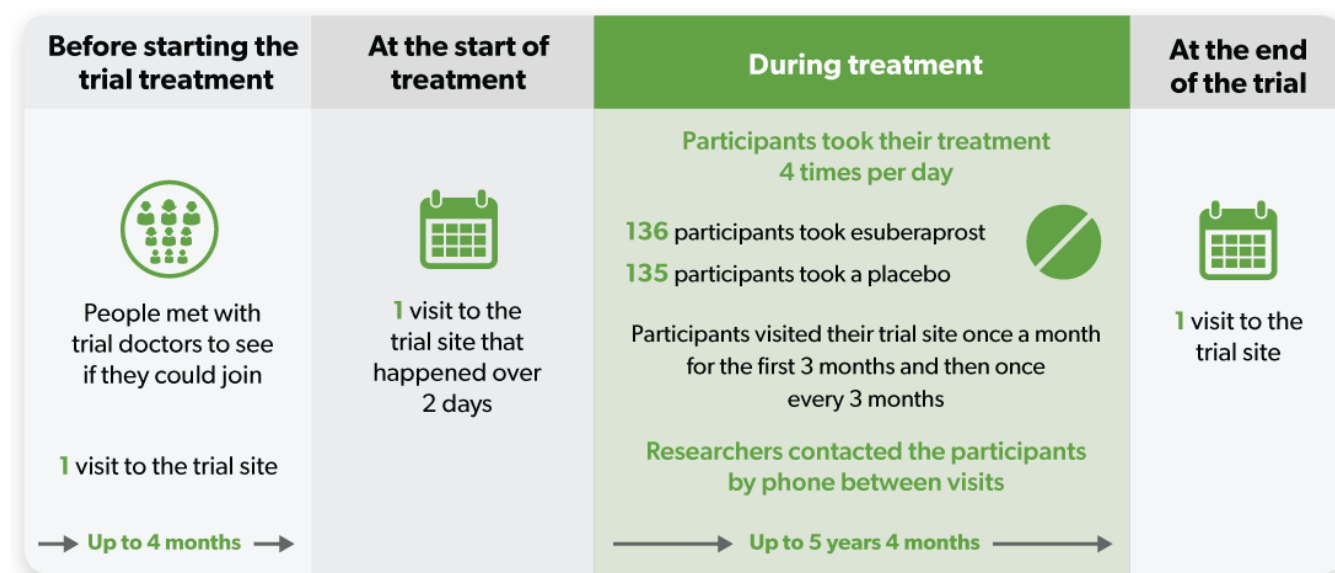 Before starting the
trial treatment
At the start of
treatment
During treatment
At the end
of the trial
People met with
trial doctors to see
if they could join
1 visit to the trial site
Up to 4 months
1 visit to the
trial site that
happened over
2 days
Participants took their treatment
4 times per day
136 participants took esuberaprost
135 participants took a placebo
Participants visited their trial site once a month
for the first 3 months and then once
every 3 months
Researchers contacted the participants
by phone between visits
Up to 5 years 4 months
1 visit to the
trial site